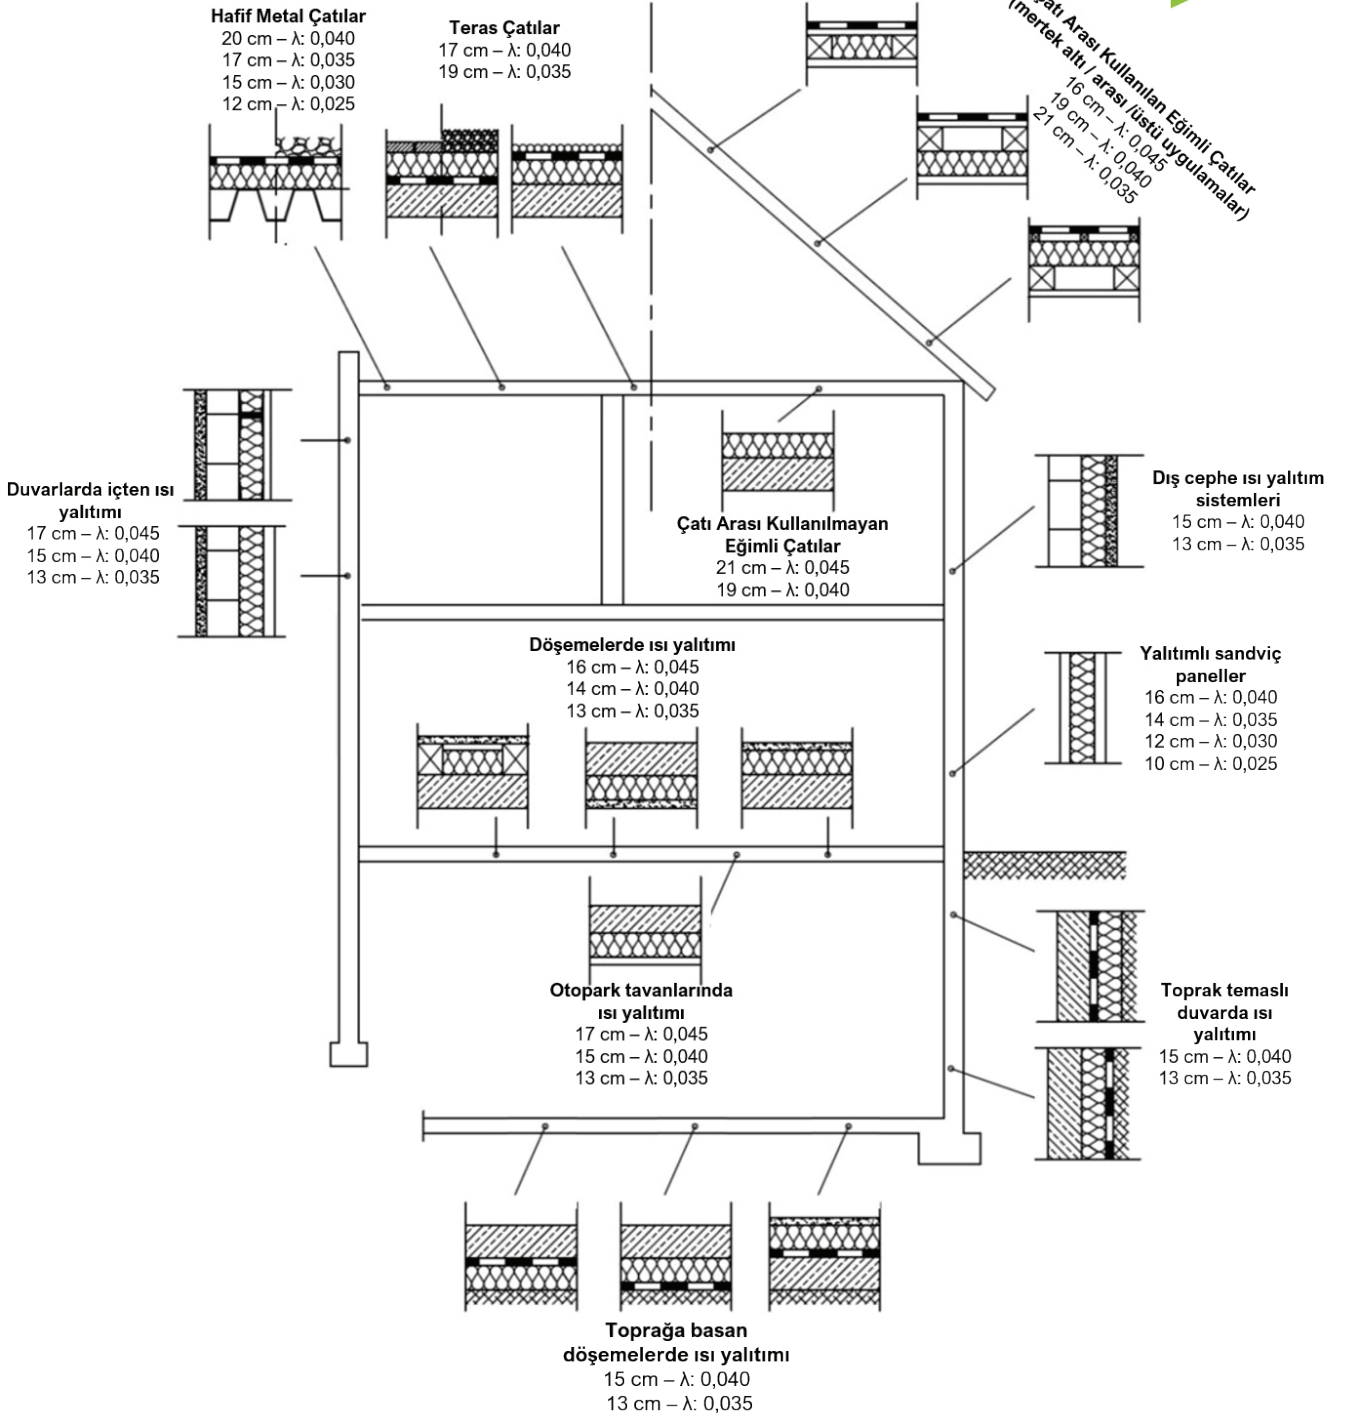 Hafif Metal Çatılar
20 cm – λ: 0,040
17 cm – λ: 0,035
15 cm – λ: 0,030
12 cm – λ: 0,025
Teras Çatılar
17 cm – λ: 0,040
19 cm – λ: 0,035
Çatı Arası Kullanılan Eğimli Çatılar
(mertek altı / arası /üstü uygulamalar)
16 cm – λ: 0,045
19 cm – λ: 0,040
21 cm – λ: 0,035
Duvarlarda içten ısı
yalıtımı
17 cm – λ: 0,045
15 cm – λ: 0,040
13 cm – λ: 0,035
Çatı Arası Kullanılmayan
Eğimli Çatılar
21 cm – λ: 0,045
19 cm – λ: 0,040
Dış cephe ısı yalıtım
sistemleri
15 cm – λ: 0,040
13 cm – λ: 0,035
Döşemelerde ısı yalıtımı
16 cm – λ: 0,045
14 cm – λ: 0,040
13 cm – λ: 0,035
Yalıtımlı sandviç
paneller
16 cm – λ: 0,040
14 cm – λ: 0,035
12 cm – λ: 0,030
10 cm – λ: 0,025
Otopark tavanlarında
ısı yalıtımı
17 cm – λ: 0,045
15 cm – λ: 0,040
13 cm – λ: 0,035
Toprak temaslı
duvarda ısı
yalıtımı
15 cm – λ: 0,040
13 cm – λ: 0,035
Toprağa basan
döşemelerde ısı yalıtımı
15 cm – λ: 0,040
13 cm – λ: 0,035